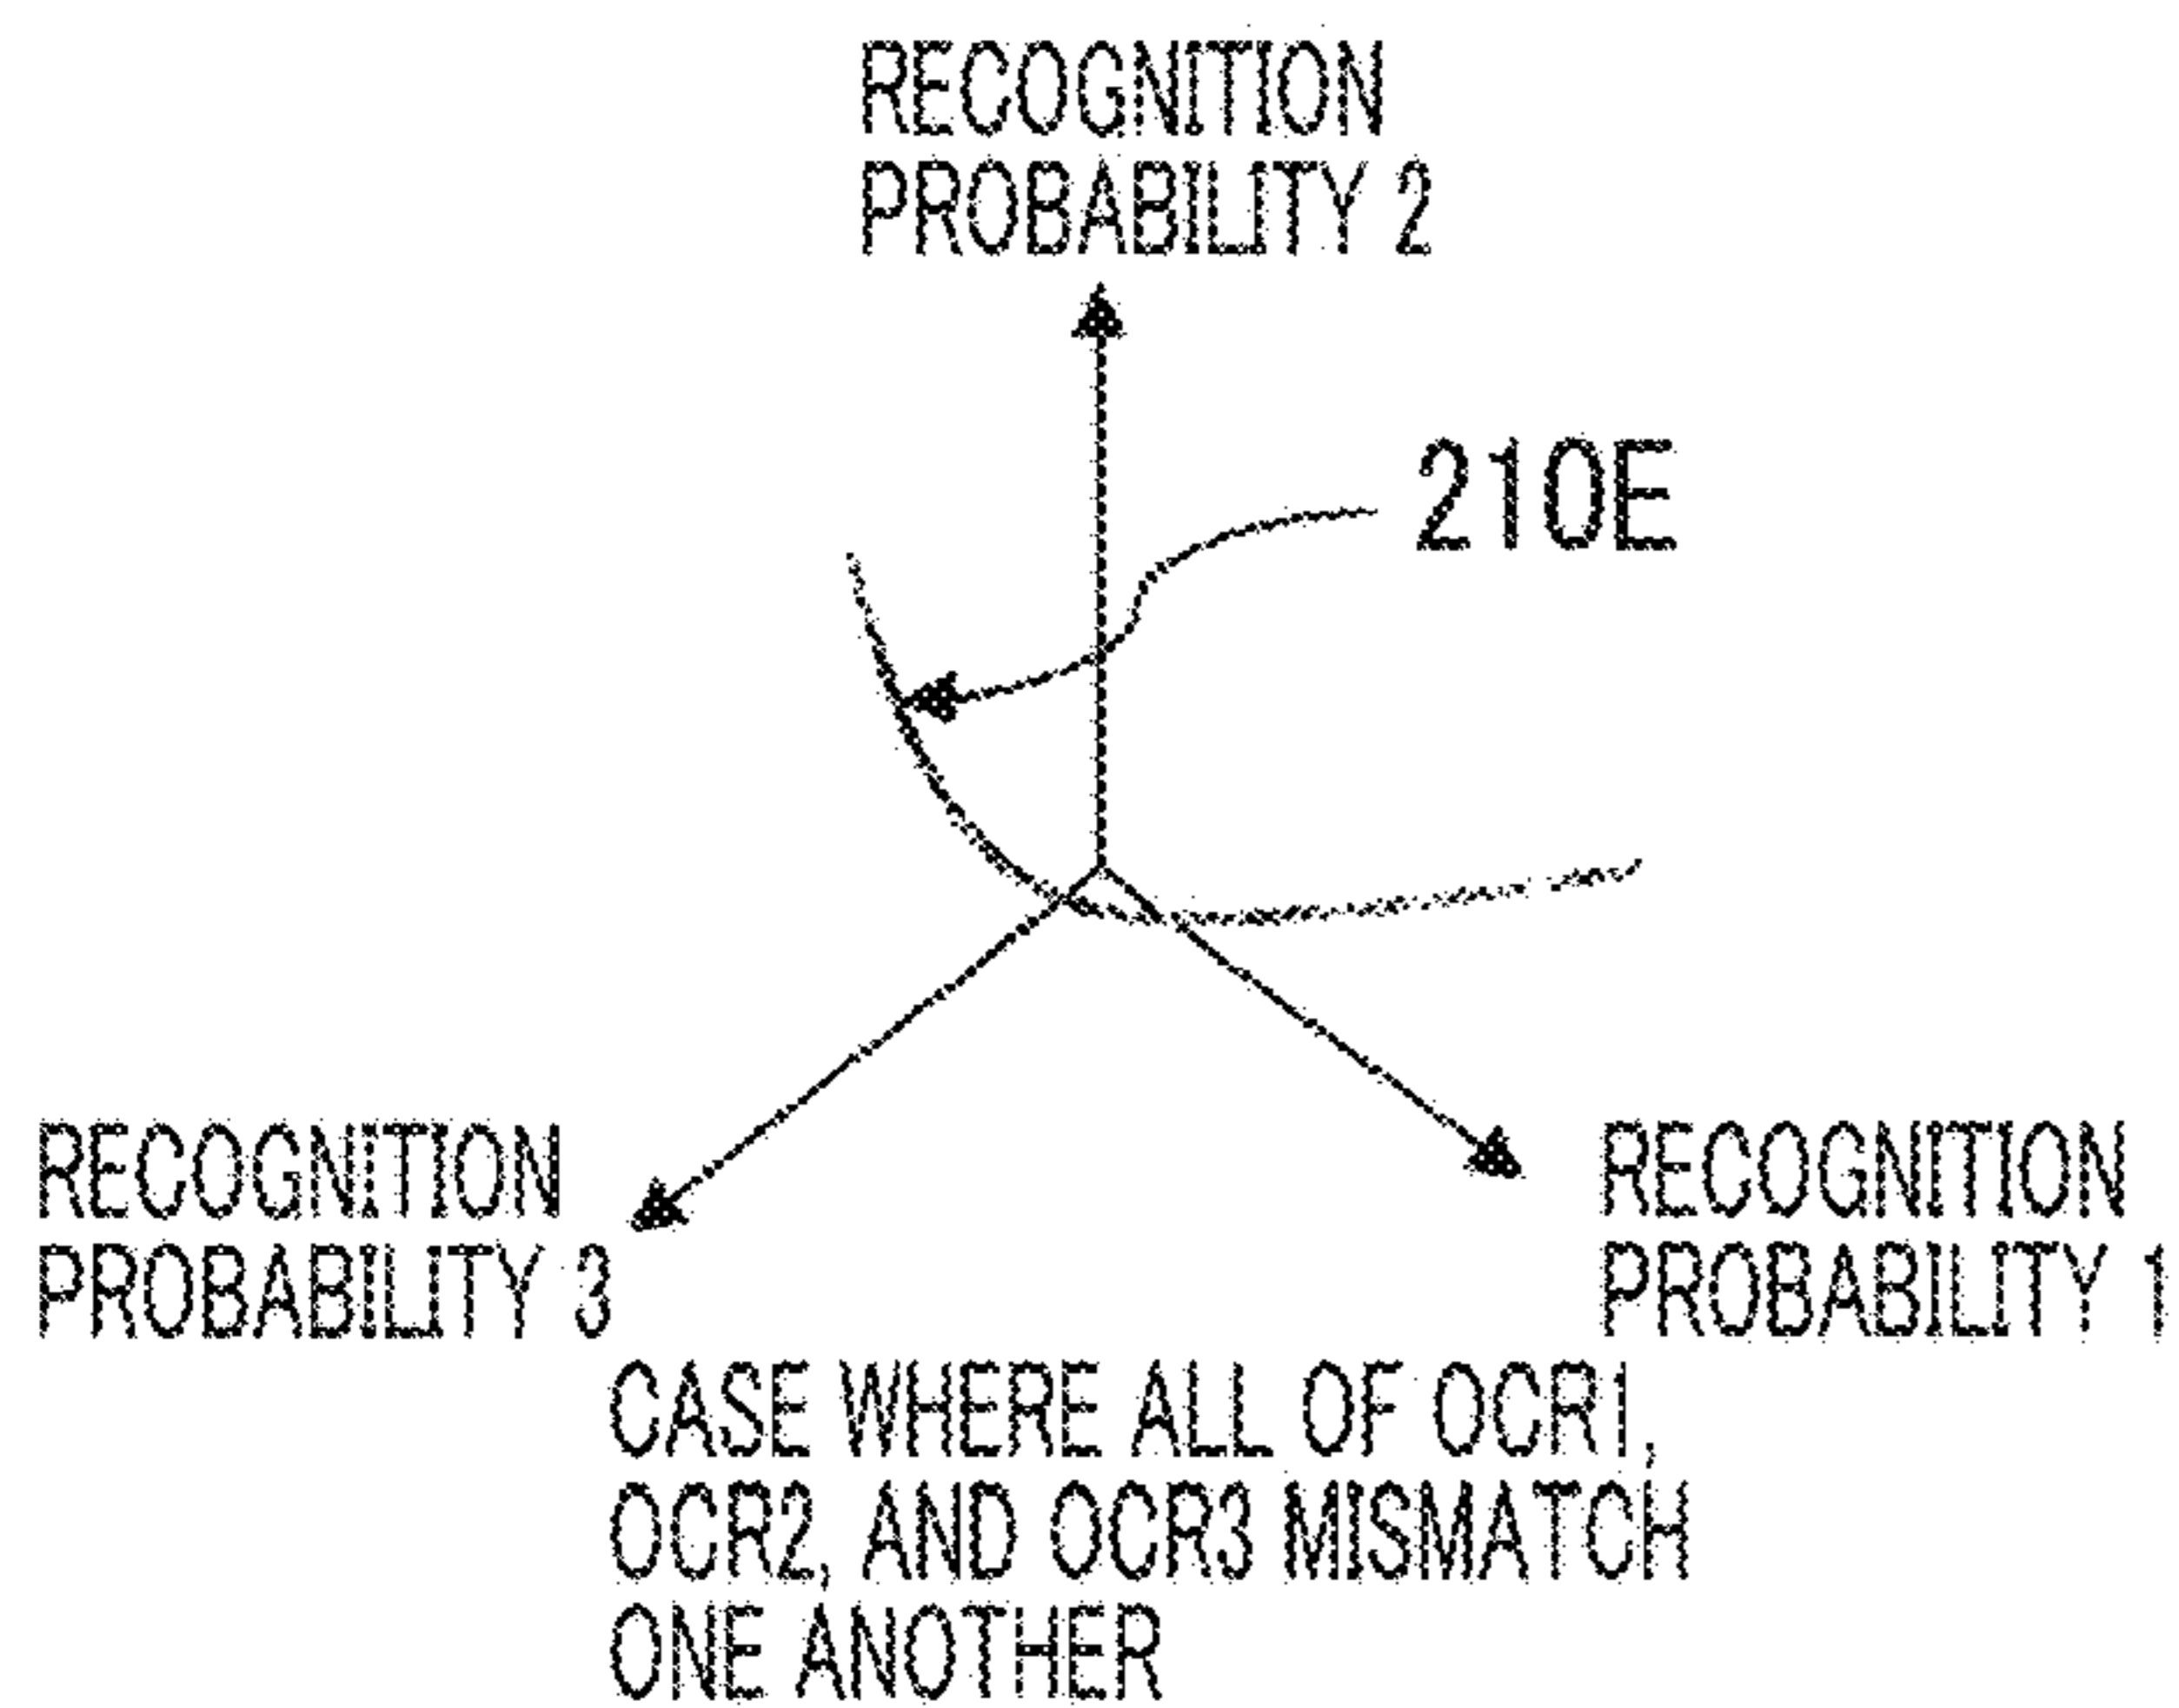 RECOGNITION
PROBABILITY 2
210E
RECOGNITION
PROBABILITY 3
RECOGNITION
PROBABILITY 1
CASE WHERE ALL OF OCR1,
OCR2, AND OCR3 MISMATCH
ONE ANOTHER